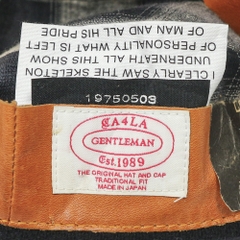 I CLEARLY SAW THE SKELETON
UNDERNEATH ALL THIS SHOW
OF PERSONALITY WHAT IS LEFT
OF MAN AND ALL HIS PRIDE
19750503
CA4LA
GENTLEMAN
Est.1989
THE ORIGINAL HAT AND CAP
TRADITIONAL FIT
MADE IN JAPAN